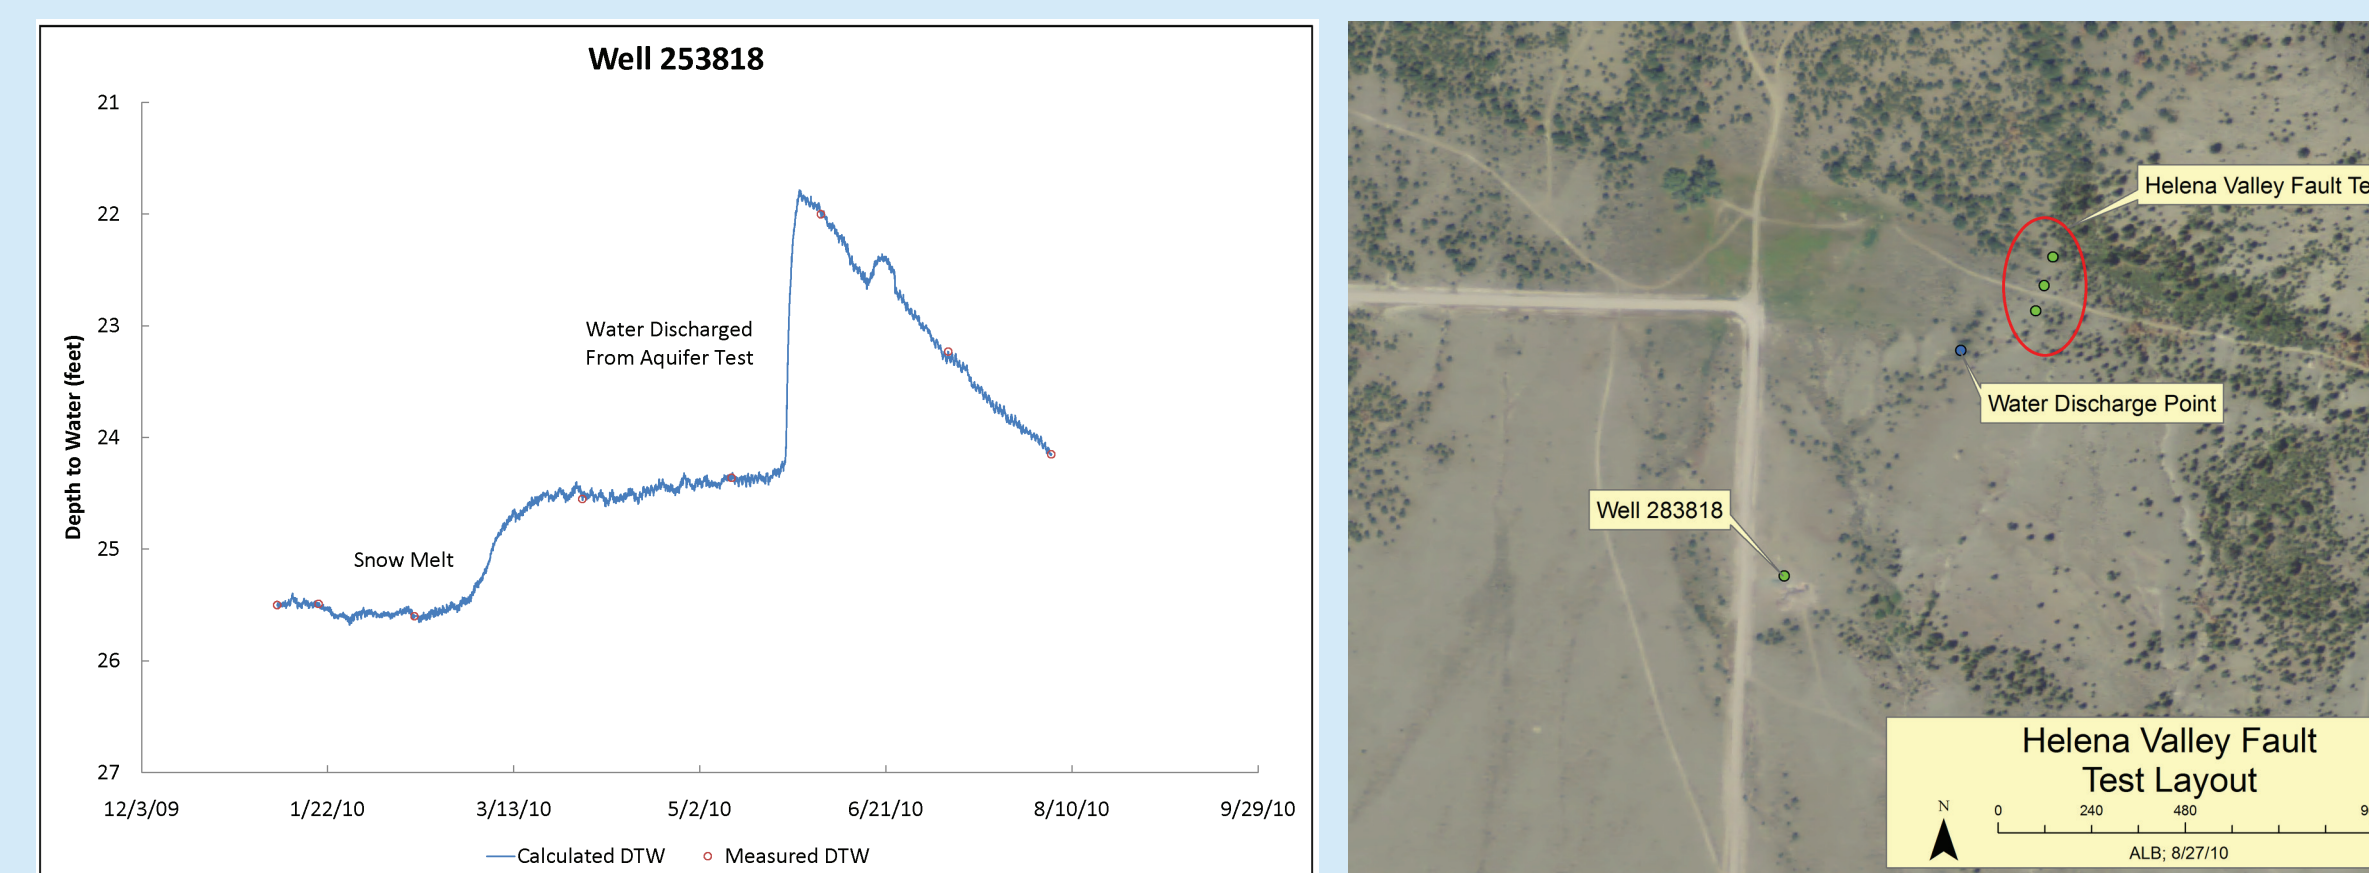 Well 253818
Depth to Water (feet)
21
22
23
24
25
26
27
Water Discharged
From Aquifer Test
Snow Melt
12/3/09 1/22/10 3/13/10 5/2/10 6/21/10 8/10/10 9/29/10
Calculated DTW Measured DTW
Helena Valley Fault
Water Discharge Point
Well 283818
Helena Valley Fault
Test Layout
N
0 240 480
ALB; 8/27/10